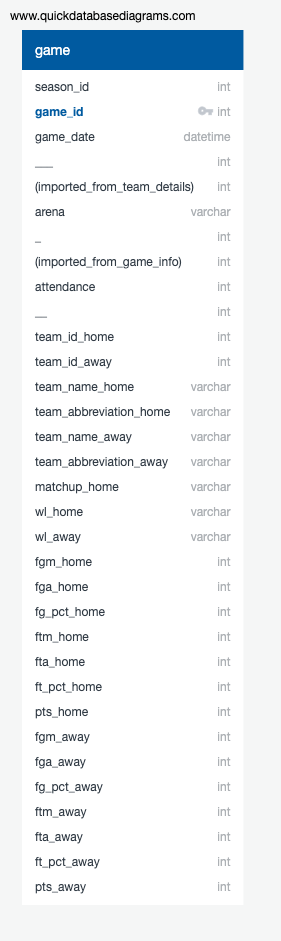 www.quickdatabasediagrams.com
game
season_id int
game_id int
game_date datetime
___ int
(imported_from_team_details) int
arena varchar
_ int
(imported_from_game_info) int
attendance int
__ int
team_id_home int
team_id_away int
team_name_home varchar
team_abbreviation_home varchar
team_name_away varchar
team_abbreviation_away varchar
matchup_home varchar
wl_home varchar
wl_away varchar
fgm_home int
fga_home int
fg_pct_home int
ftm_home int
fta_home int
ft_pct_home int
pts_home int
fgm_away int
fga_away int
fg_pct_away int
ftm_away int
fta_away int
ft_pct_away int
pts_away int